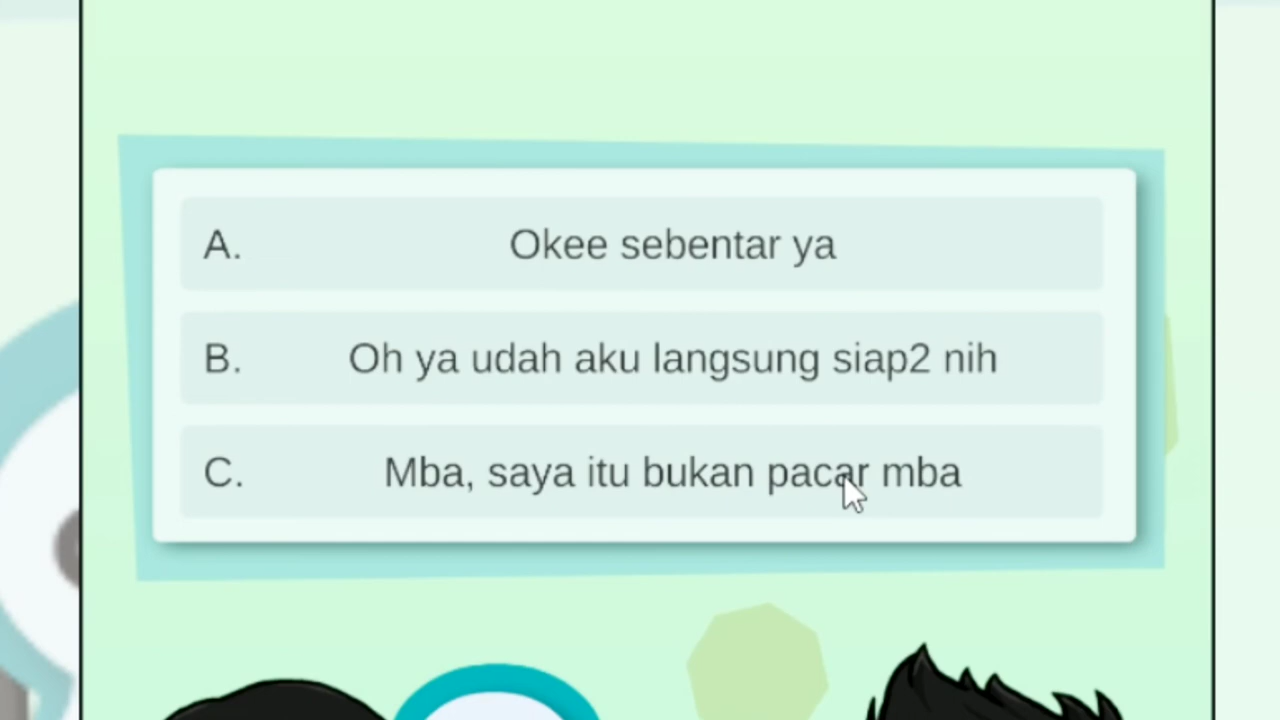 A. Okee sebentar ya
B. Oh ya udah aku langsung siap2 nih
C. Mba, saya itu bukan pacar mba